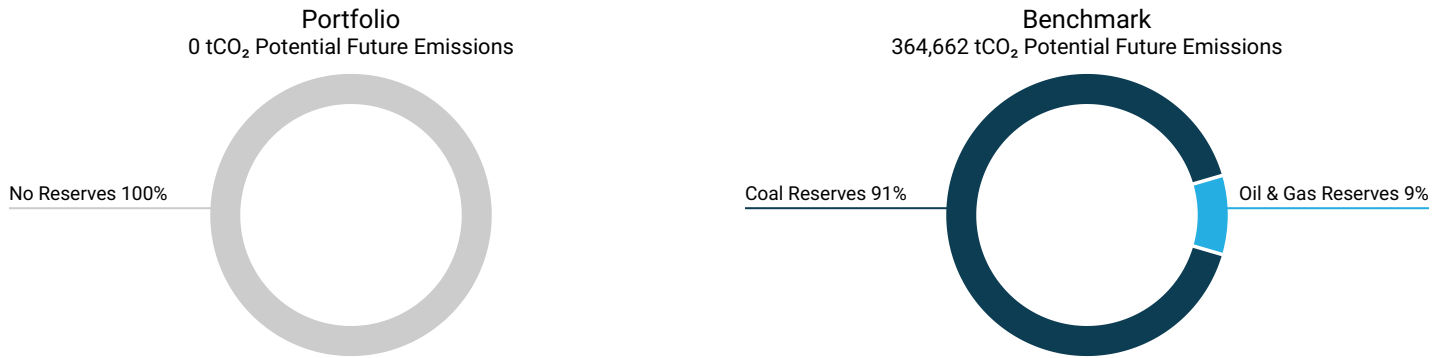 Portfolio
0 tCO₂ Potential Future Emissions
No Reserves 100%
Benchmark
364,662 tCO₂ Potential Future Emissions
Coal Reserves 91%
Oil & Gas Reserves 9%